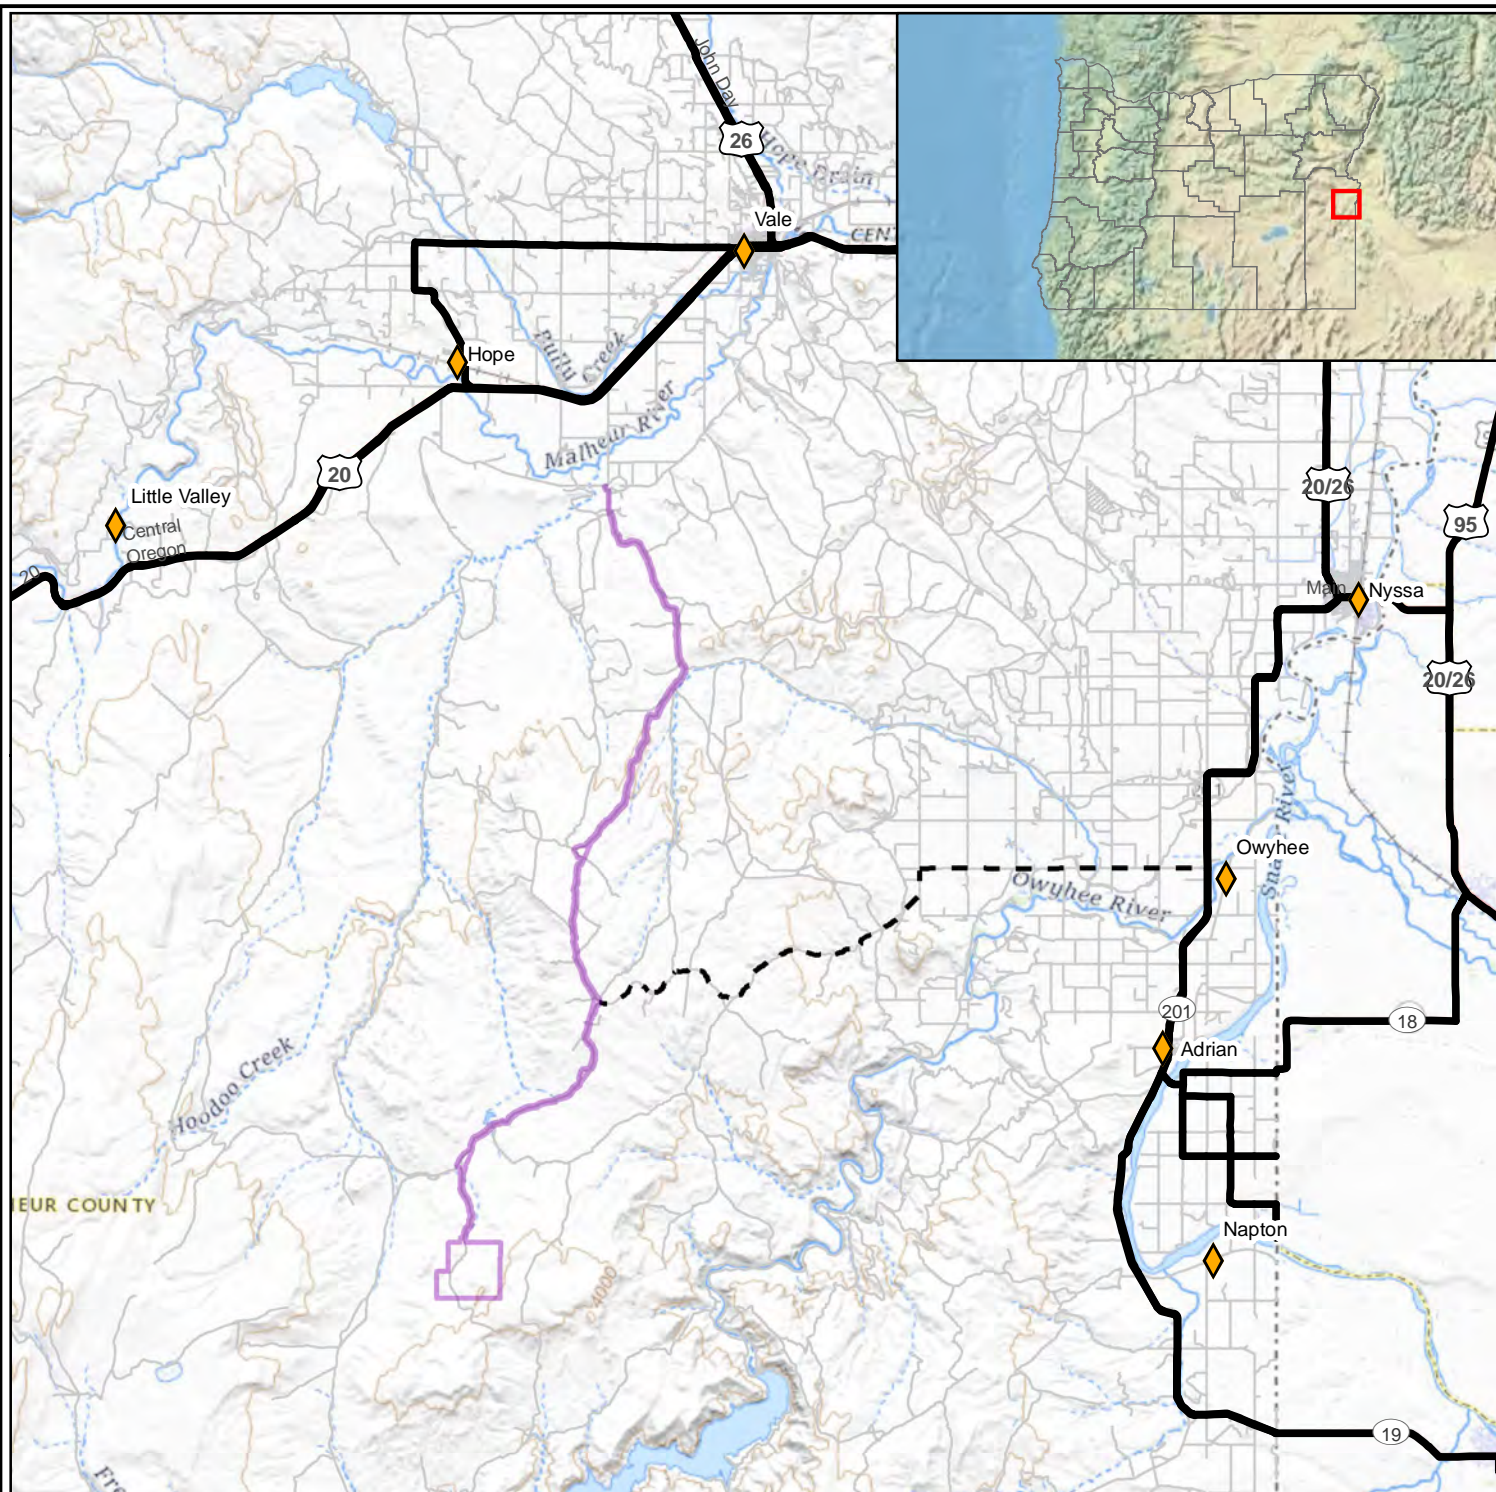 John Day
26
Hope Drain
Vale
CENT
Hope
Bully
Creek
Malheur River
20
Little Valley
Central
Oregon
20
20/26
95
Main
Nyssa
20/26
Snake River
Owyhee
Owyhee River
201
Adrian
18
Hoodoo Creek
HEUR COUNTY
Napton
4000
19
Fre